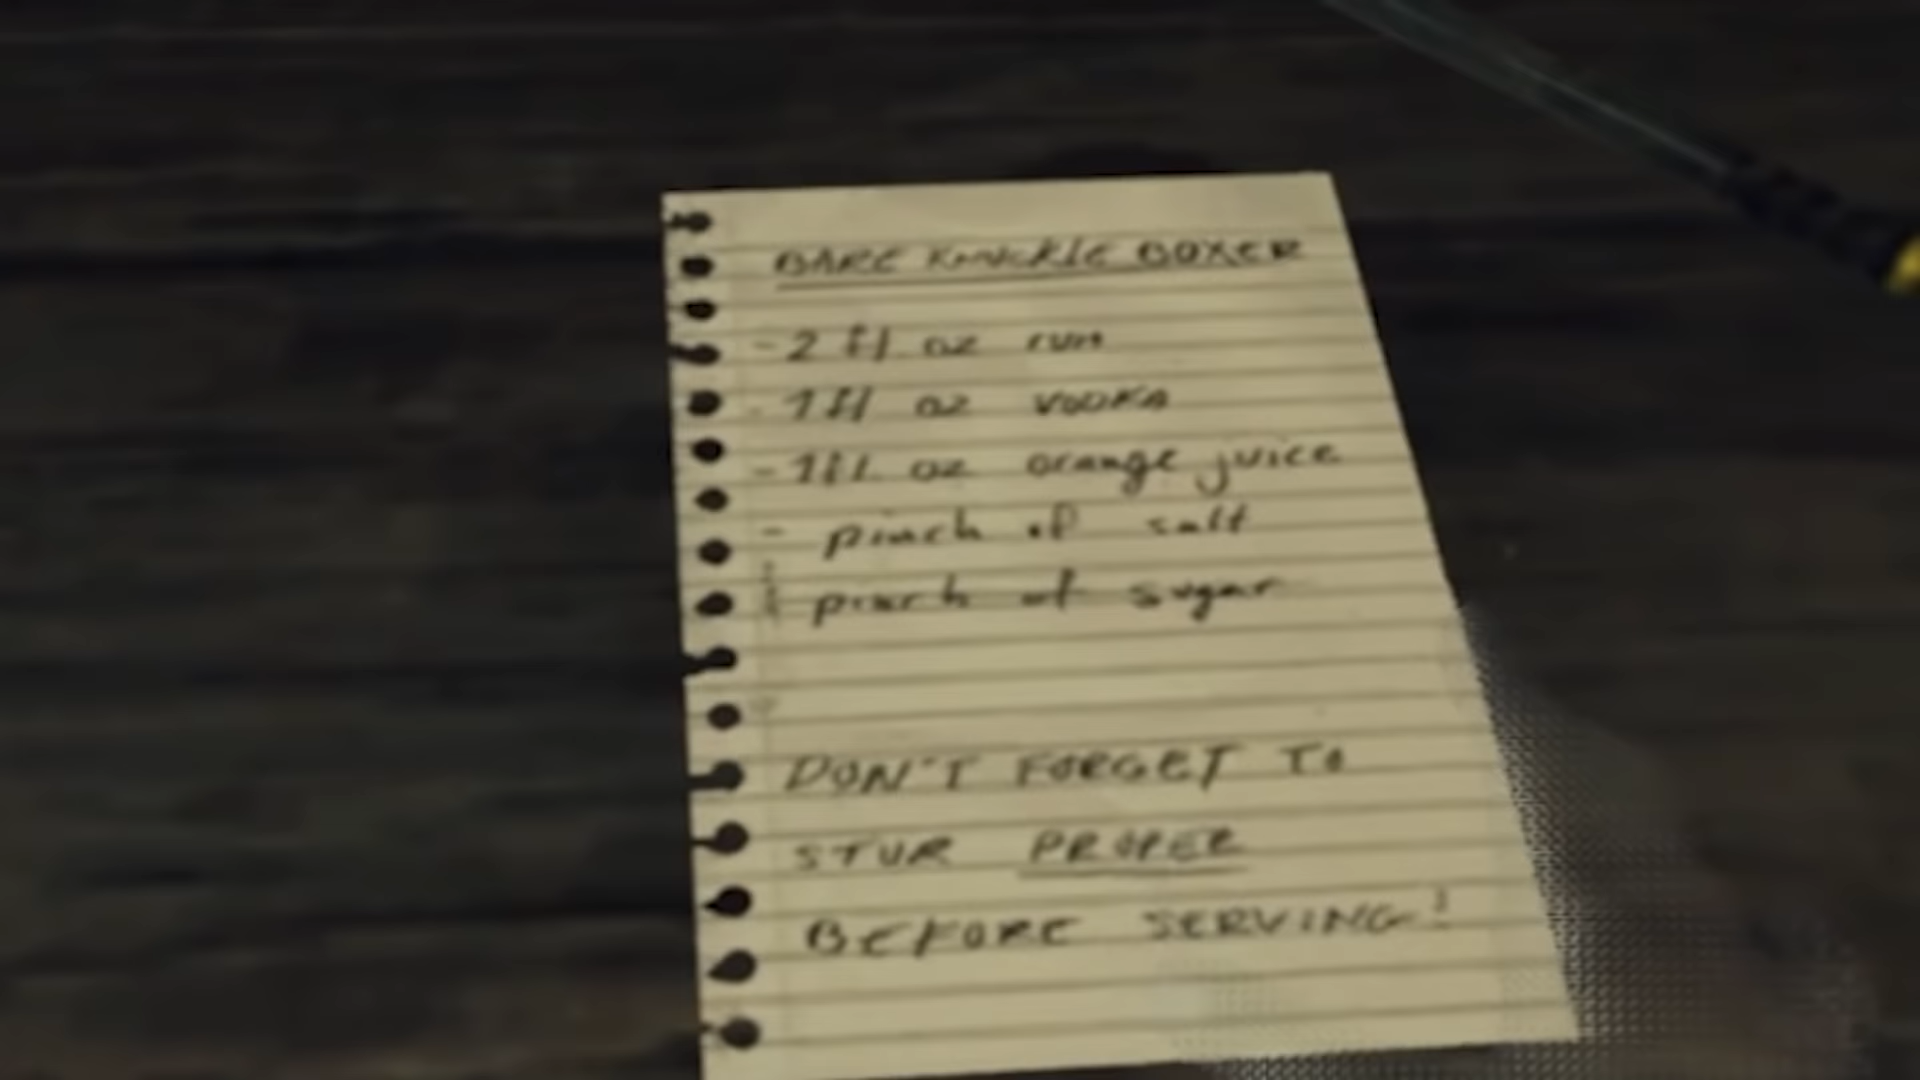 BARE KNUCKLE BOXER
- 2 fl oz rum
- 1 fl oz VODKA
- 1 fl oz orange juice
- pinch of salt
- pinch of sugar
DON'T FORGET TO
STUR PROPER
BEFORE SERVING!